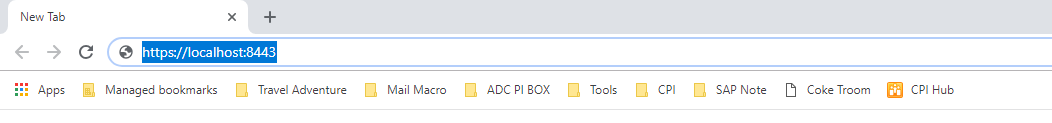 New Tab
https://localhost:8443
Apps Managed bookmarks Travel Adventure Mail Macro ADC PI BOX Tools CPI SAP Note Coke Troom CPI Hub